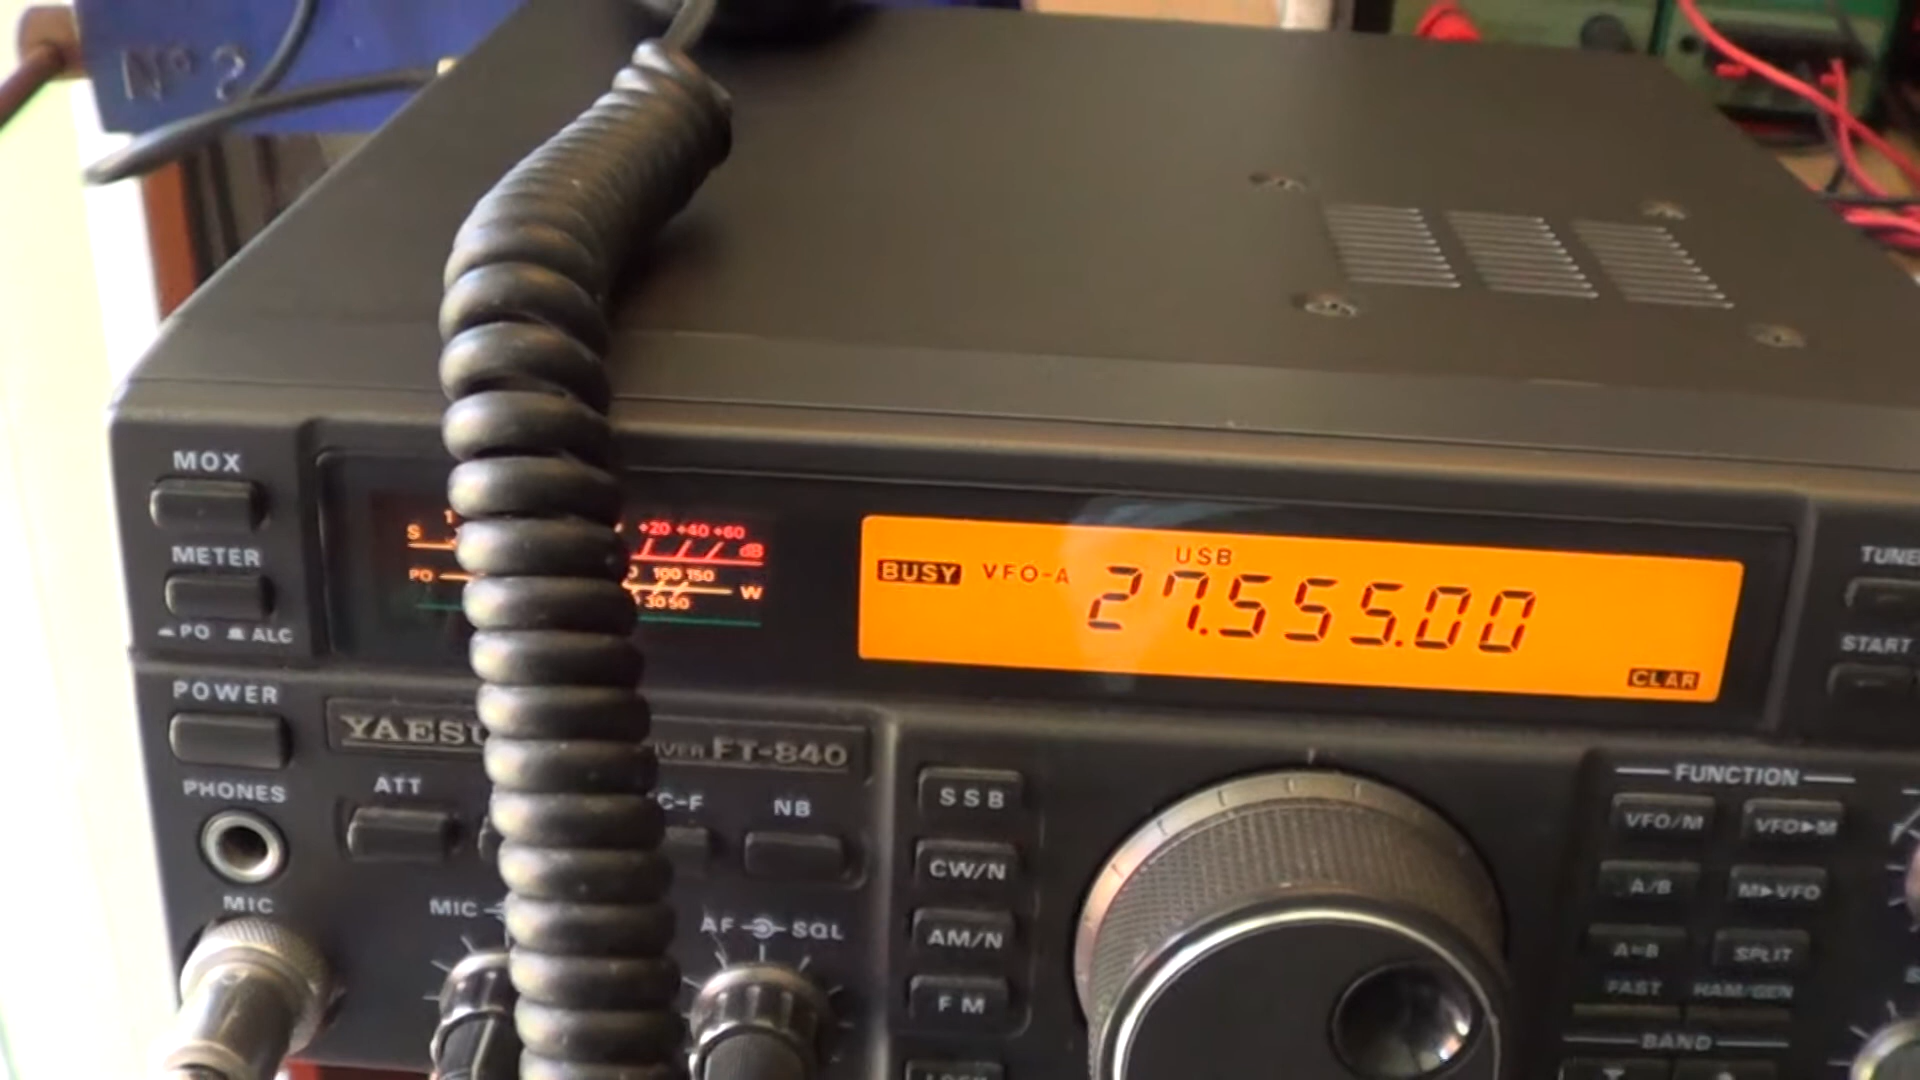 Nº 2
MOX
METER
PO ALC
S 1 +20 +40 +60 dB
PO 100 150 W
30 50
BUSY VFO-A USB 27.555.00 CLAR
TUNE
START
POWER
YAESU FT-840
PHONES
ATT
NB
MIC
MIC
AF SQL
SSB
CW/N
AM/N
FM
FUNCTION
VFO/M VFO▶M
A/B M▶VFO
A=B SPLIT
FAST HAM/GEN
BAND